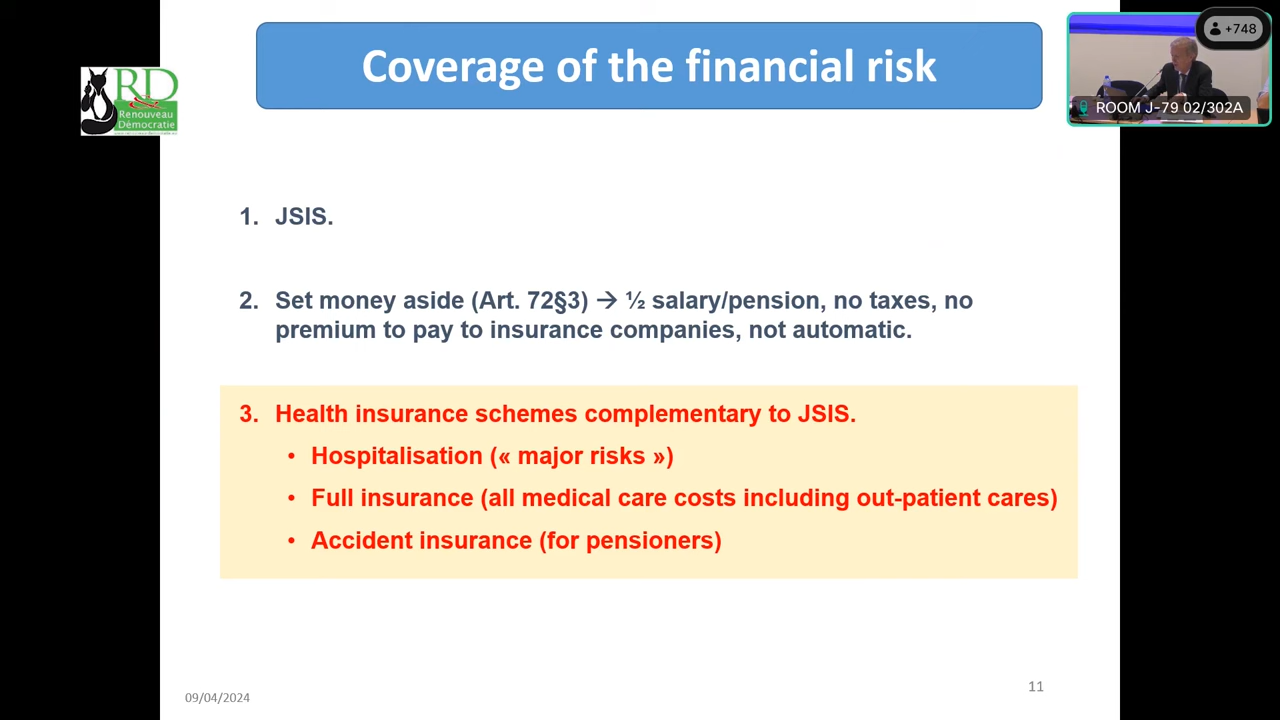 Coverage of the financial risk
RD
Renouveau
Démocratie
+748
ROOM J-79 02/302A
1. JSIS.
2. Set money aside (Art. 72§3) → ½ salary/pension, no taxes, no
premium to pay to insurance companies, not automatic.
3. Health insurance schemes complementary to JSIS.
• Hospitalisation (« major risks »)
• Full insurance (all medical care costs including out-patient cares)
• Accident insurance (for pensioners)
09/04/2024
11